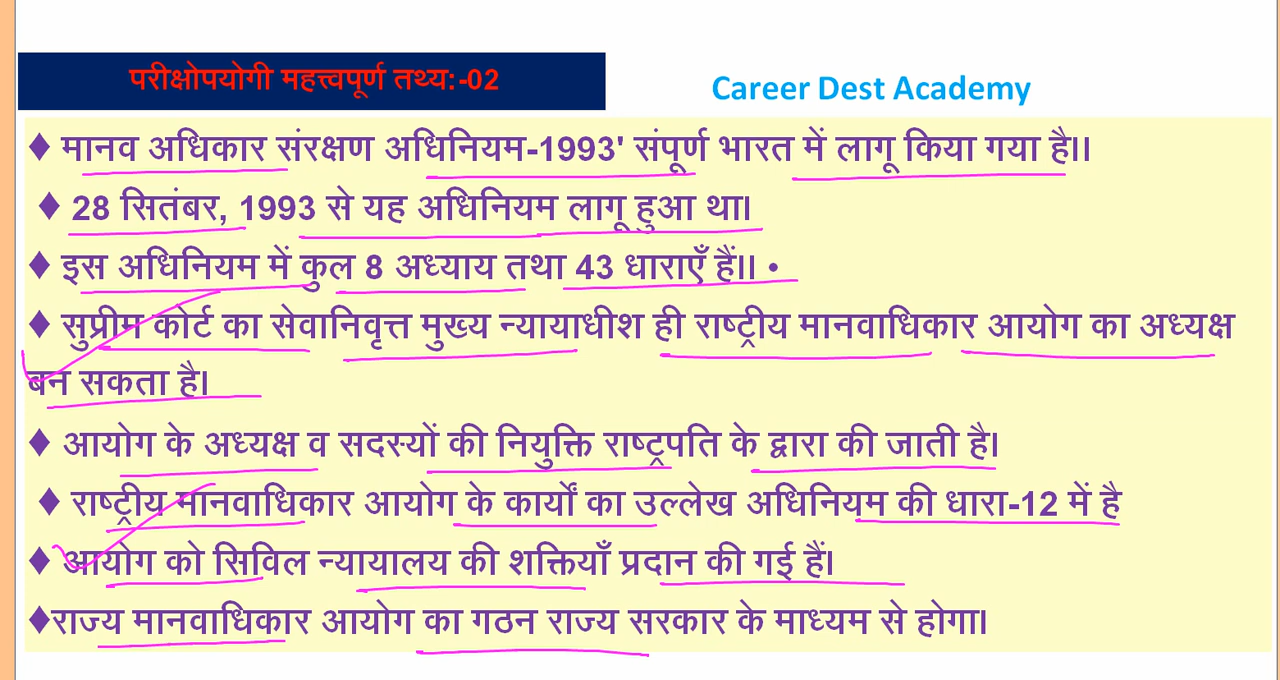 परीक्षोपयोगी महत्त्वपूर्ण तथ्य:-02
Career Dest Academy
♦ मानव अधिकार संरक्षण अधिनियम-1993' संपूर्ण भारत में लागू किया गया है।।
♦ 28 सितंबर, 1993 से यह अधिनियम लागू हुआ था।
♦ इस अधिनियम में कुल 8 अध्याय तथा 43 धाराएँ हैं।। •
♦ सुप्रीम कोर्ट का सेवानिवृत्त मुख्य न्यायाधीश ही राष्ट्रीय मानवाधिकार आयोग का अध्यक्ष
बन सकता है।
♦ आयोग के अध्यक्ष व सदस्यों की नियुक्ति राष्ट्रपति के द्वारा की जाती है।
♦ राष्ट्रीय मानवाधिकार आयोग के कार्यों का उल्लेख अधिनियम की धारा-12 में है
♦ आयोग को सिविल न्यायालय की शक्तियाँ प्रदान की गई हैं।
♦राज्य मानवाधिकार आयोग का गठन राज्य सरकार के माध्यम से होगा।